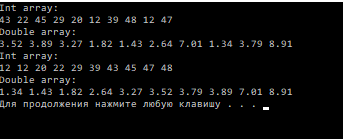 Int array:
43 22 45 29 20 12 39 48 12 47
Double array:
3.52 3.89 3.27 1.82 1.43 2.64 7.01 1.34 3.79 8.91
Int array:
12 12 20 22 29 39 43 45 47 48
Double array:
1.34 1.43 1.82 2.64 3.27 3.52 3.79 3.89 7.01 8.91
Для продолжения нажмите любую клавишу . . .